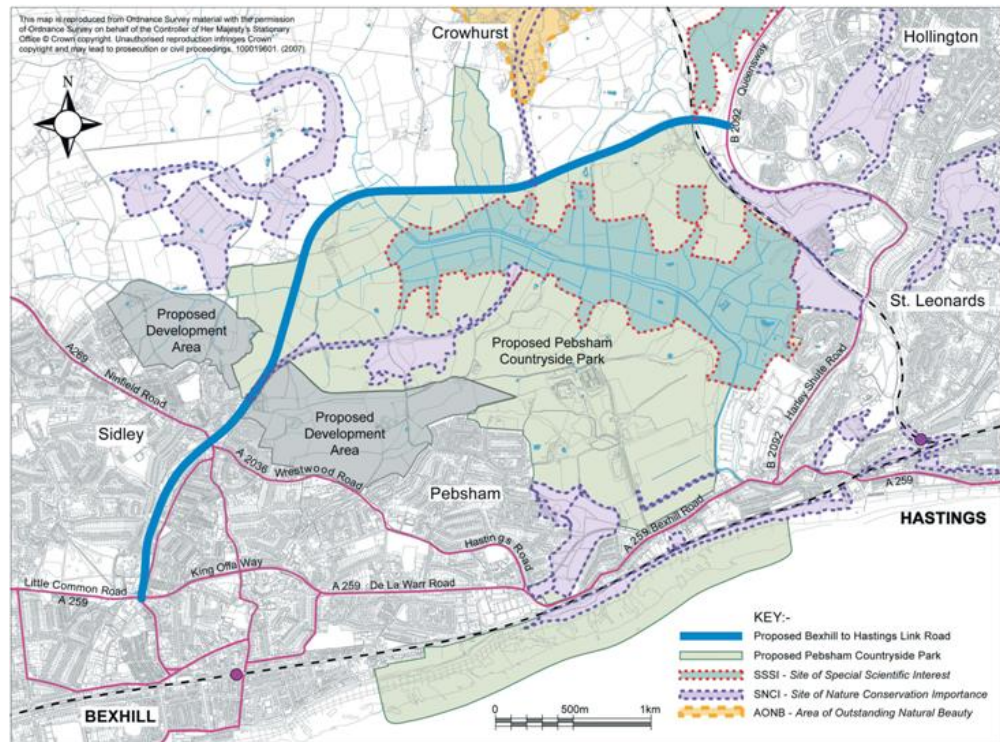 This map is reproduced from Ordnance Survey material with the permission
of Ordnance Survey on behalf of the Controller of Her Majesty's Stationary
Office © Crown copyright. Unauthorised reproduction infringes Crown
copyright and may lead to prosecution or civil proceedings, 100019601. (2007)
Crowhurst
Hollington
N
B 2092 Queensway
St. Leonards
Proposed
Development
Area
Proposed Pebsham
Countryside Park
A269
Ninfield Road
Proposed
Development
Area
B 2092 Harley Shute Road
Sidley
A 2036 Wrestwood Road
Pebsham
A 259
HASTINGS
A 259 Bexhill Road
Hastings Road
King Offa Way
Little Common Road
A 259
A 259 De La Warr Road
BEXHILL
KEY:-
Proposed Bexhill to Hastings Link Road
Proposed Pebsham Countryside Park
SSSI - Site of Special Scientific Interest
SNCI - Site of Nature Conservation Importance
AONB - Area of Outstanding Natural Beauty
0 500m 1km